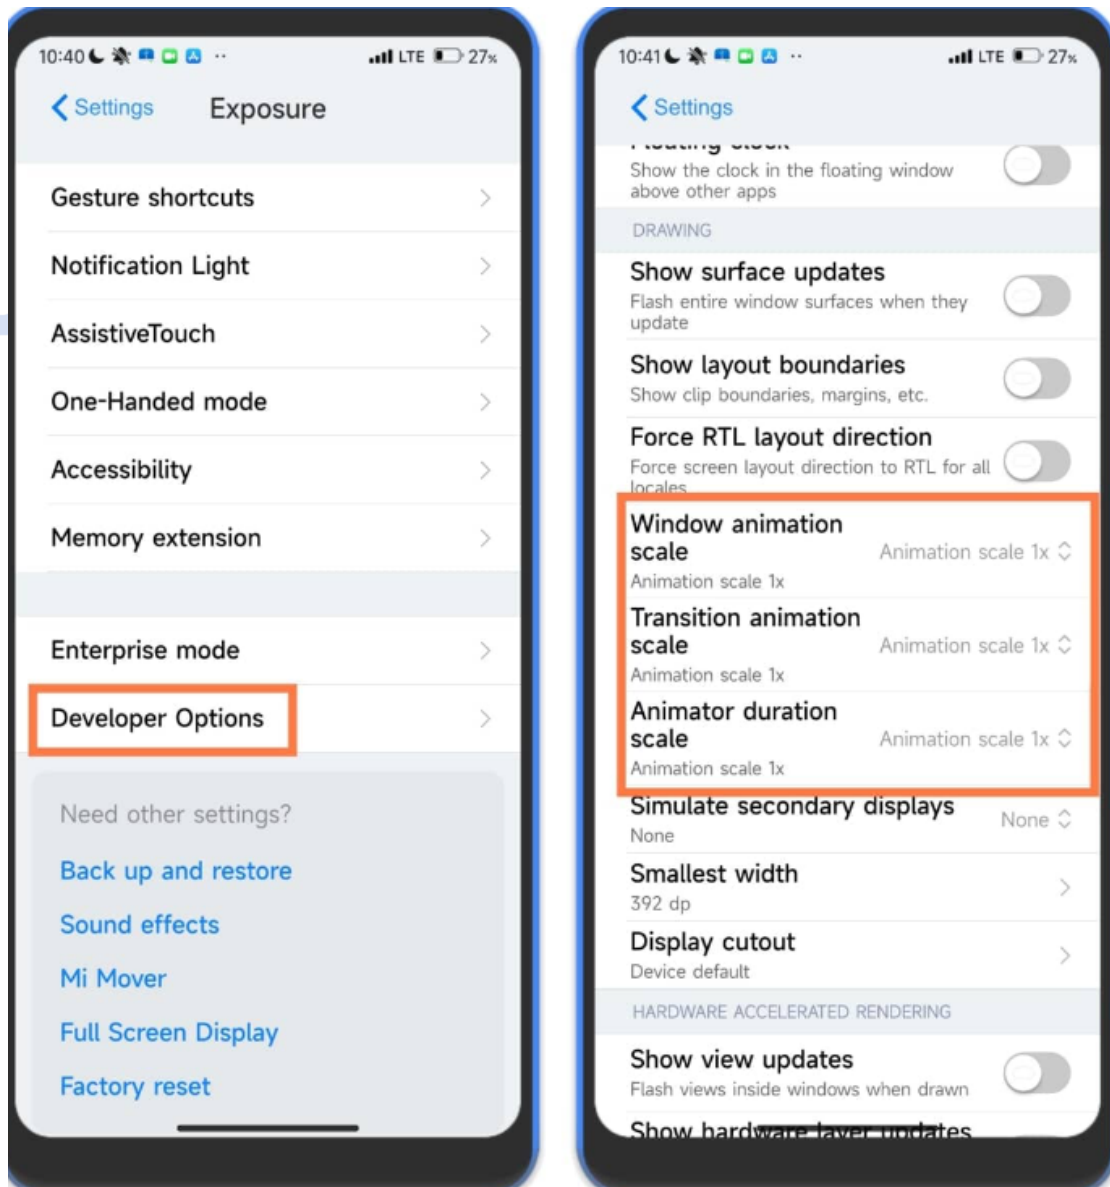 10:40 LTE 27%
Settings Exposure
Gesture shortcuts
Notification Light
AssistiveTouch
One-Handed mode
Accessibility
Memory extension
Enterprise mode
Developer Options
Need other settings?
Back up and restore
Sound effects
Mi Mover
Full Screen Display
Factory reset
10:41 LTE 27%
Settings
Floating clock
Show the clock in the floating window
above other apps
DRAWING
Show surface updates
Flash entire window surfaces when they
update
Show layout boundaries
Show clip boundaries, margins, etc.
Force RTL layout direction
Force screen layout direction to RTL for all
locales
Window animation
scale Animation scale 1x
Animation scale 1x
Transition animation
scale Animation scale 1x
Animation scale 1x
Animator duration
scale Animation scale 1x
Animation scale 1x
Simulate secondary displays
None
None
Smallest width
392 dp
Display cutout
Device default
HARDWARE ACCELERATED RENDERING
Show view updates
Flash views inside windows when drawn
Show hardware layer updates